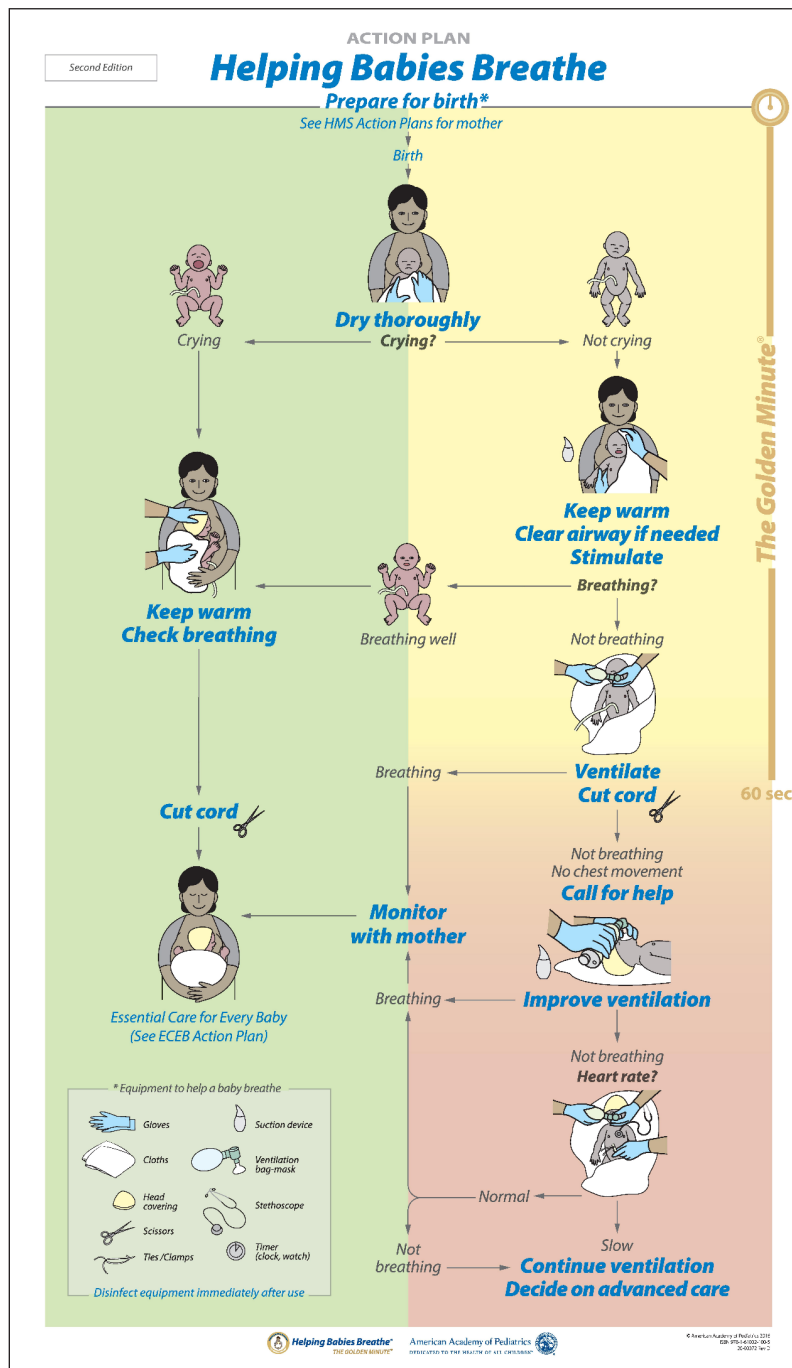 ACTION PLAN
Second Edition
Helping Babies Breathe
Prepare for birth*
See HMS Action Plans for mother
Birth
Dry thoroughly
Crying
Crying?
Not crying
The Golden Minute®
Keep warm
Clear airway if needed
Stimulate
Breathing?
Keep warm
Check breathing
Breathing well
Not breathing
Breathing
Ventilate
Cut cord
60 sec
Cut cord
Not breathing
No chest movement
Call for help
Monitor
with mother
Breathing
Improve ventilation
Essential Care for Every Baby
(See ECEB Action Plan)
Not breathing
Heart rate?
* Equipment to help a baby breathe
Gloves
Suction device
Cloths
Ventilation
bag-mask
Head
covering
Stethoscope
Scissors
Ties/Clamps
Timer
(clock, watch)
Disinfect equipment immediately after use
Normal
Slow
Not
breathing
Continue ventilation
Decide on advanced care
Helping Babies Breathe®
THE GOLDEN MINUTE®
American Academy of Pediatrics
DEDICATED TO THE HEALTH OF ALL CHILDREN®
© American Academy of Pediatrics 2016